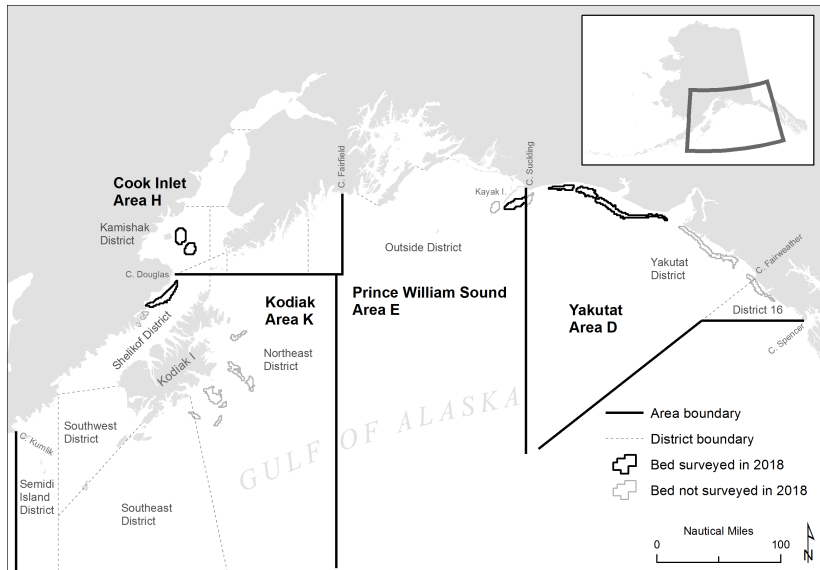 Cook Inlet
Area H
Kamishak
District
C. Douglas
C. Fairfield
C. Suckling
Kayak I.
Outside District
Prince William Sound
Area E
Kodiak
Area K
Shelikof District
Kodiak I
Northeast
District
Yakutat
District
Yakutat
Area D
C. Fairweather
District 16
C. Spencer
GULF OF ALASKA
Southwest
District
C. Kumlik
Semidi
Island
District
Southeast
District
Area boundary
District boundary
Bed surveyed in 2018
Bed not surveyed in 2018
Nautical Miles
0 100
N